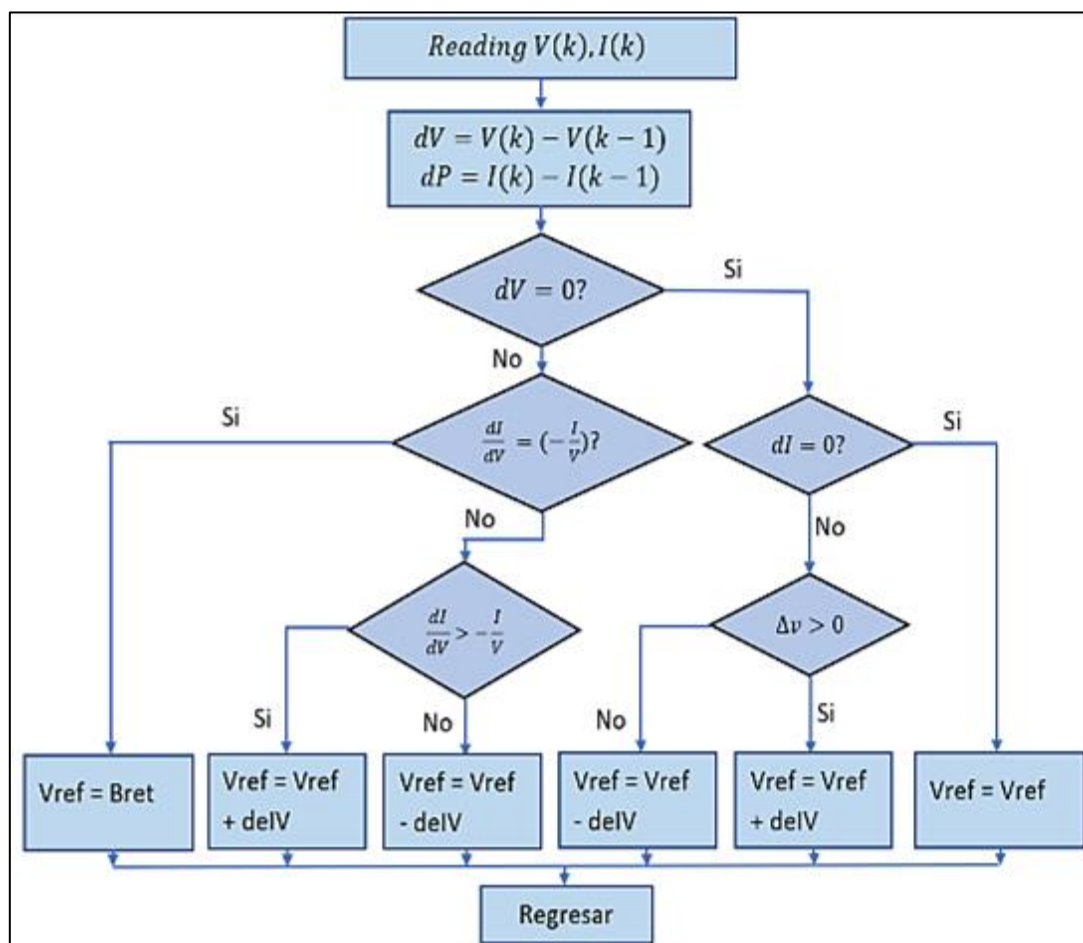 Reading V(k), I(k)
dV = V(k) − V(k − 1)
dP = I(k) − I(k − 1)
dV = 0?
Si
No
Si
dI/dV = (−I/V)?
dI = 0?
Si
No
No
dI/dV > −I/V
Δv > 0
Si
No
No
Si
Vref = Bret
Vref = Vref
+ delV
Vref = Vref
- delV
Vref = Vref
- delV
Vref = Vref
+ delV
Vref = Vref
Regresar